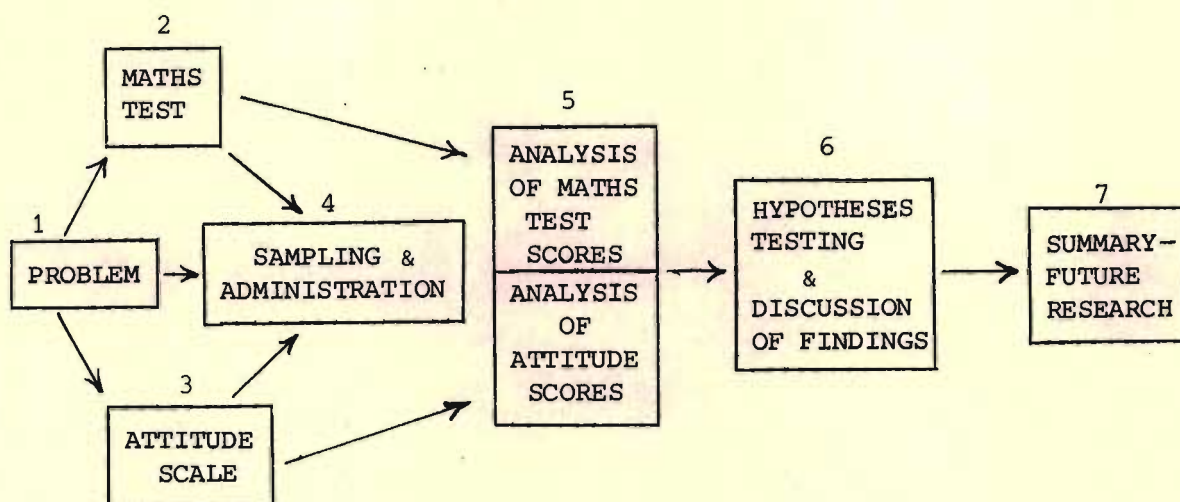 2
MATHS
TEST
1
PROBLEM
4
SAMPLING &
ADMINISTRATION
3
ATTITUDE
SCALE
5
ANALYSIS
OF MATHS
TEST
SCORES
ANALYSIS
OF
ATTITUDE
SCORES
6
HYPOTHESES
TESTING
&
DISCUSSION
OF FINDINGS
7
SUMMARY-
FUTURE
RESEARCH